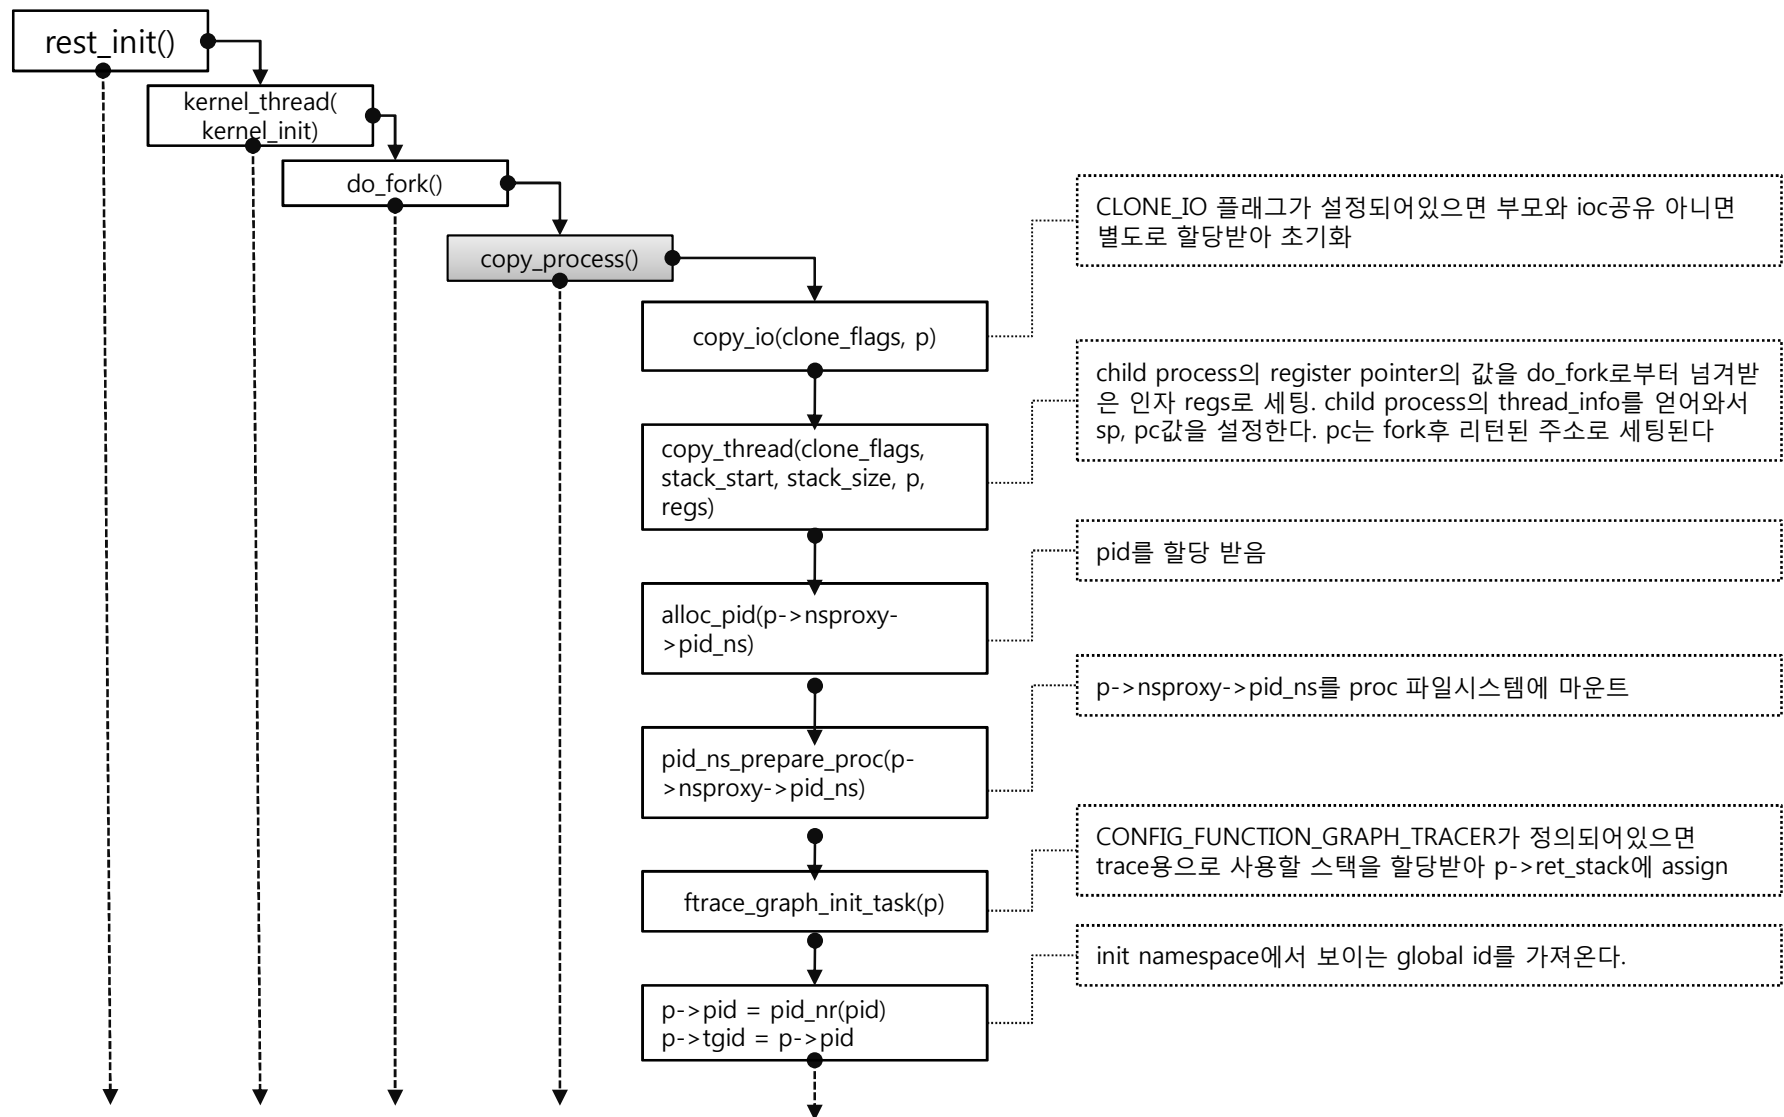 rest_init()
kernel_thread(
kernel_init)
do_fork()
copy_process()
CLONE_IO 플래그가 설정되어있으면 부모와 ioc공유 아니면
별도로 할당받아 초기화
copy_io(clone_flags, p)
child process의 register pointer의 값을 do_fork로부터 넘겨받
은 인자 regs로 세팅. child process의 thread_info를 얻어와서
sp, pc값을 설정한다. pc는 fork후 리턴된 주소로 세팅된다
copy_thread(clone_flags,
stack_start, stack_size, p,
regs)
pid를 할당 받음
alloc_pid(p->nsproxy-
>pid_ns)
p->nsproxy->pid_ns를 proc 파일시스템에 마운트
pid_ns_prepare_proc(p-
>nsproxy->pid_ns)
CONFIG_FUNCTION_GRAPH_TRACER가 정의되어있으면
trace용으로 사용할 스택을 할당받아 p->ret_stack에 assign
ftrace_graph_init_task(p)
init namespace에서 보이는 global id를 가져온다.
p->pid = pid_nr(pid)
p->tgid = p->pid